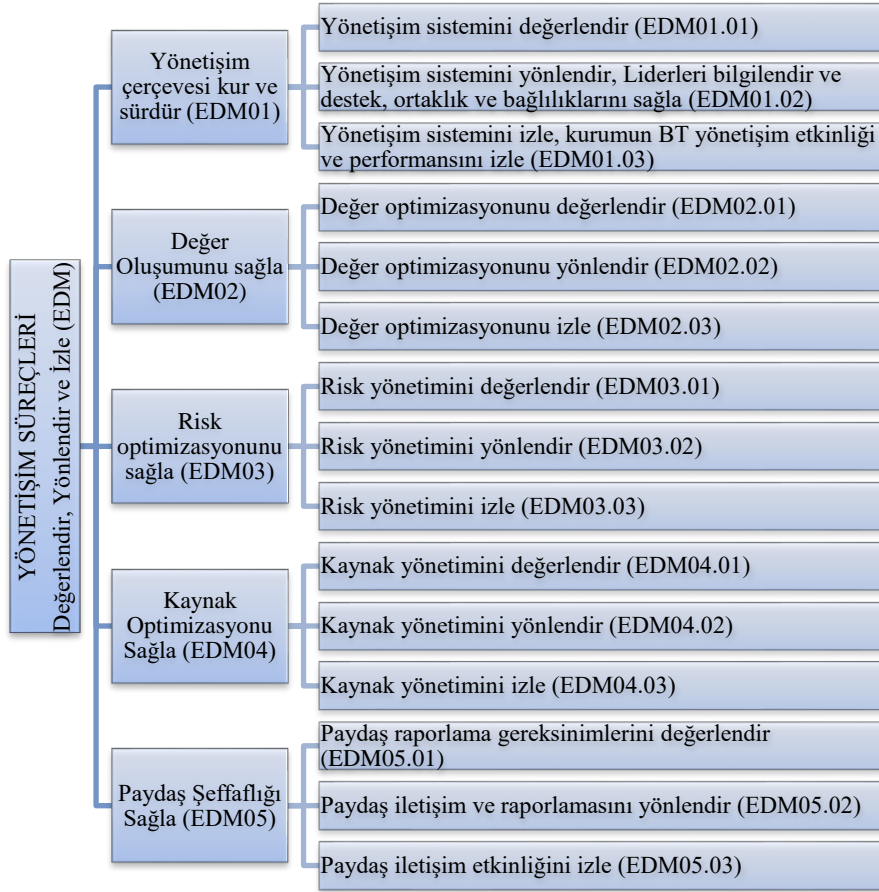 YÖNETİŞİM SÜREÇLERİ
Değerlendir, Yönlendir ve İzle (EDM)
Yönetişim
çerçevesi kur ve
sürdür (EDM01)
Yönetişim sistemini değerlendir (EDM01.01)
Yönetişim sistemini yönlendir, Liderleri bilgilendir ve
destek, ortaklık ve bağlılıklarını sağla (EDM01.02)
Yönetişim sistemini izle, kurumun BT yönetişim etkinliği
ve performansını izle (EDM01.03)
Değer
Oluşumunu sağla
(EDM02)
Değer optimizasyonunu değerlendir (EDM02.01)
Değer optimizasyonunu yönlendir (EDM02.02)
Değer optimizasyonunu izle (EDM02.03)
Risk
optimizasyonunu
sağla (EDM03)
Risk yönetimini değerlendir (EDM03.01)
Risk yönetimini yönlendir (EDM03.02)
Risk yönetimini izle (EDM03.03)
Kaynak
Optimizasyonu
Sağla (EDM04)
Kaynak yönetimini değerlendir (EDM04.01)
Kaynak yönetimini yönlendir (EDM04.02)
Kaynak yönetimini izle (EDM04.03)
Paydaş Şeffaflığı
Sağla (EDM05)
Paydaş raporlama gereksinimlerini değerlendir
(EDM05.01)
Paydaş iletişim ve raporlamasını yönlendir (EDM05.02)
Paydaş iletişim etkinliğini izle (EDM05.03)